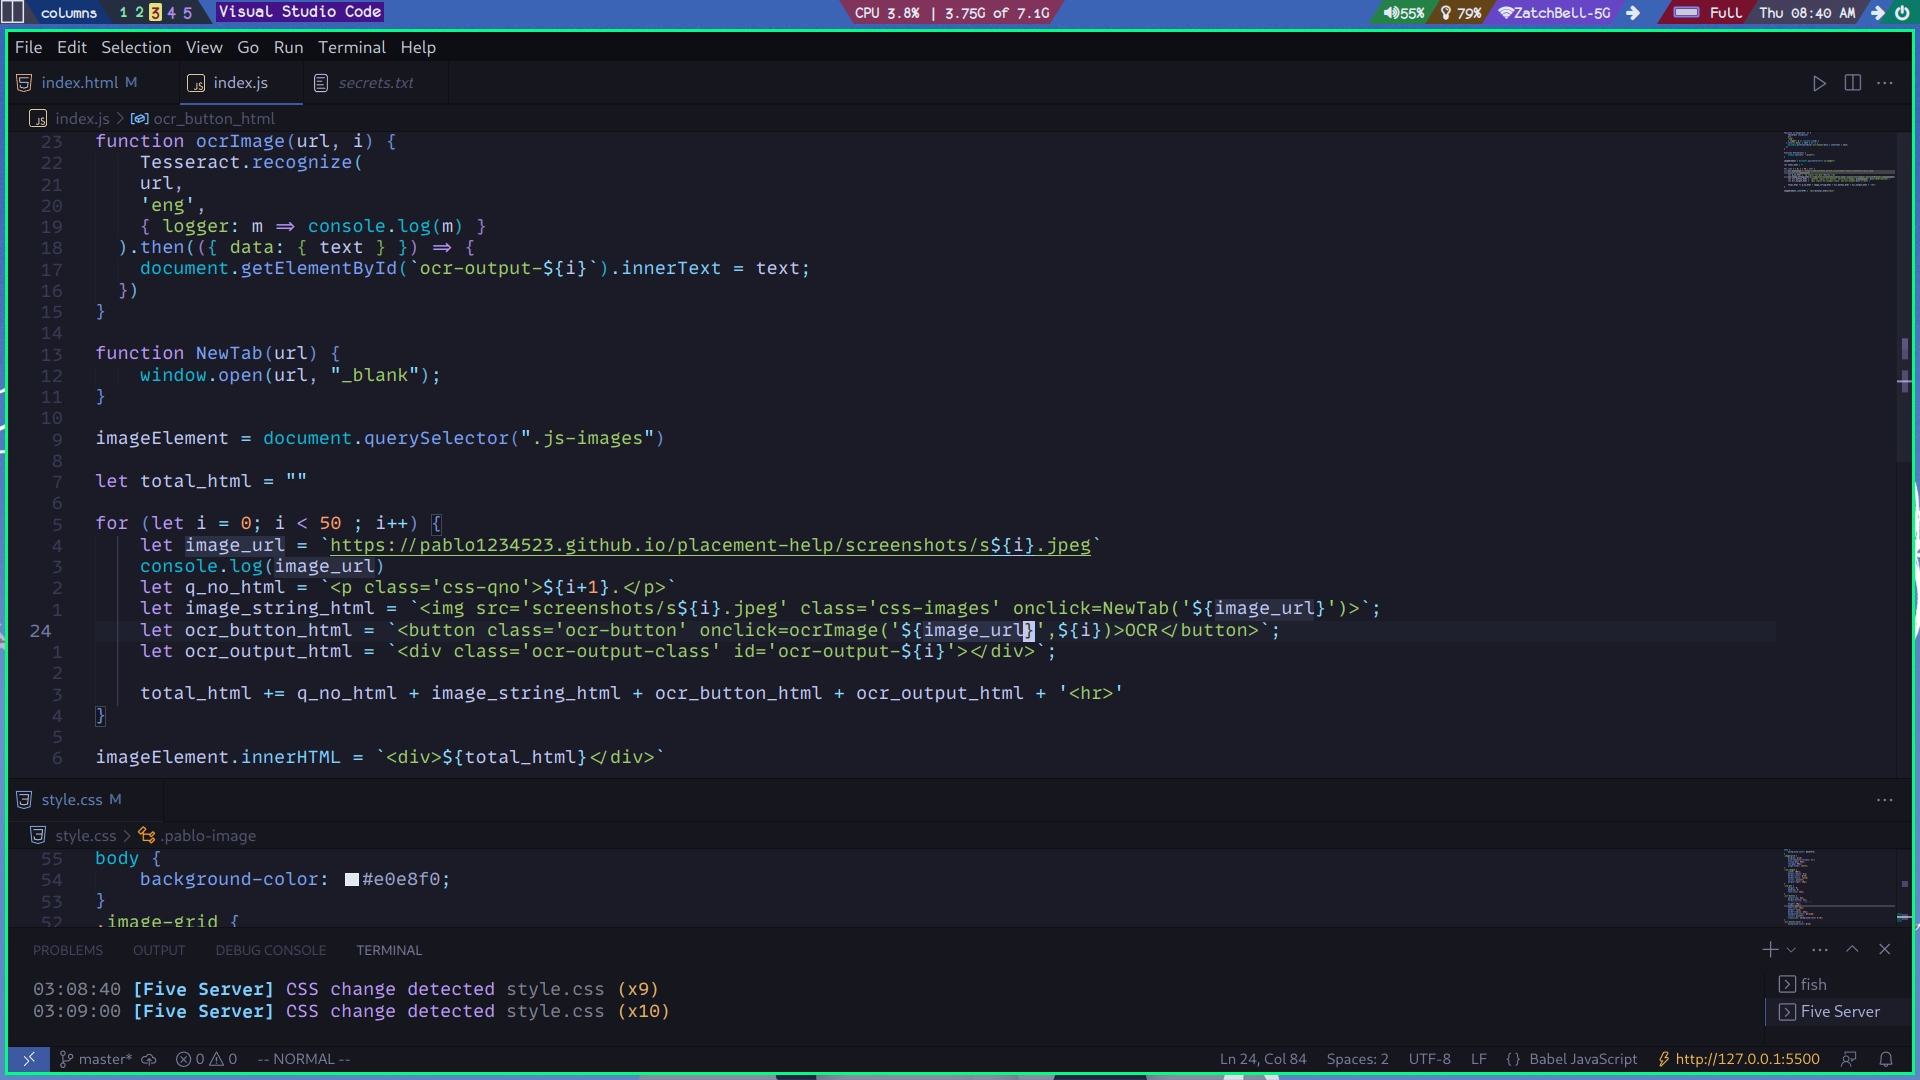 columns 1 2 3 4 5 Visual Studio Code CPU 3.8% | 3.75G of 7.1G 55% 79% ZatchBell-5G Full Thu 08:40 AM
File Edit Selection View Go Run Terminal Help
index.html M index.js secrets.txt
index.js > ocr_button_html
23 function ocrImage(url, i) {
22 Tesseract.recognize(
21 url,
20 'eng',
19 { logger: m => console.log(m) }
18 ).then(({ data: { text } }) => {
17 document.getElementById(`ocr-output-${i}`).innerText = text;
16 })
15 }
14
13 function NewTab(url) {
12 window.open(url, "_blank");
11 }
10
9 imageElement = document.querySelector(".js-images")
8
7 let total_html = ""
6
5 for (let i = 0; i < 50 ; i++) {
4 let image_url = `https://pablo1234523.github.io/placement-help/screenshots/s${i}.jpeg`
3 console.log(image_url)
2 let q_no_html = `<p class='css-qno'>${i+1}.</p>`
1 let image_string_html = `<img src='screenshots/s${i}.jpeg' class='css-images' onclick=NewTab('${image_url}')>`;
24 let ocr_button_html = `<button class='ocr-button' onclick=ocrImage('${image_url}',${i})>OCR</button>`;
1 let ocr_output_html = `<div class='ocr-output-class' id='ocr-output-${i}'></div>`;
2
3 total_html += q_no_html + image_string_html + ocr_button_html + ocr_output_html + '<hr>'
4 }
5
6 imageElement.innerHTML = `<div>${total_html}</div>`
style.css M
style.css > .pablo-image
55 body {
54 background-color: #e0e8f0;
53 }
52 .image-grid {
PROBLEMS OUTPUT DEBUG CONSOLE TERMINAL
03:08:40 [Five Server] CSS change detected style.css (x9)
03:09:00 [Five Server] CSS change detected style.css (x10)
fish
Five Server
master* 0 0 -- NORMAL -- Ln 24, Col 84 Spaces: 2 UTF-8 LF {} Babel JavaScript http://127.0.0.1:5500